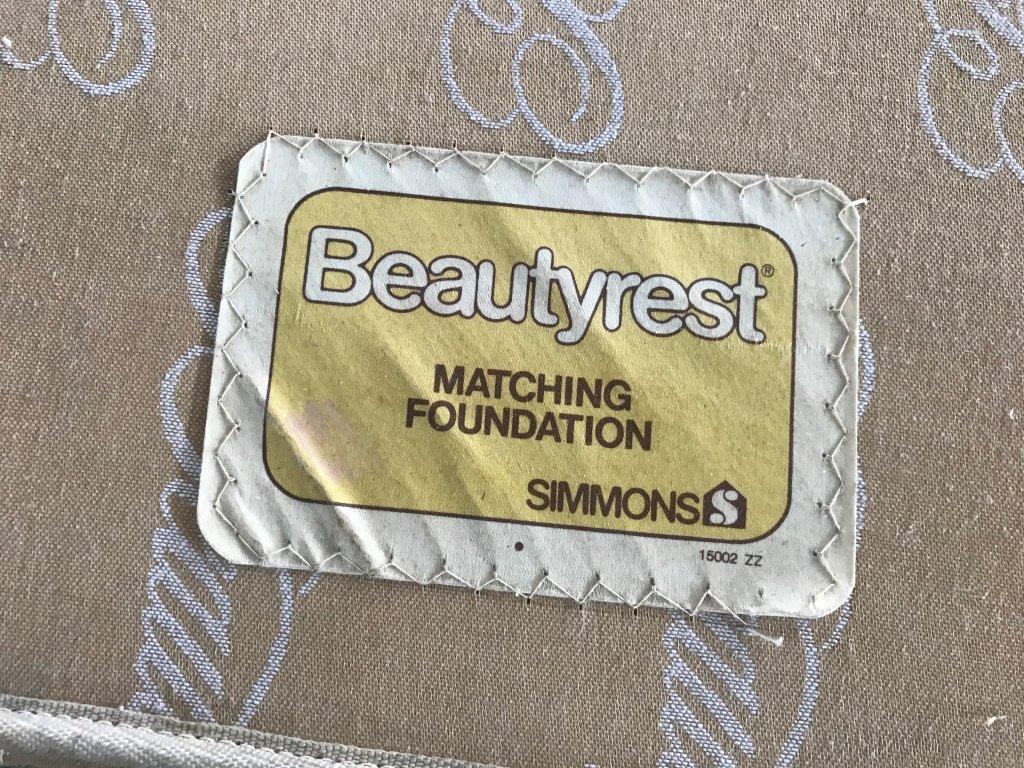 Beautyrest®
MATCHING
FOUNDATION
SIMMONS
15002 ZZ